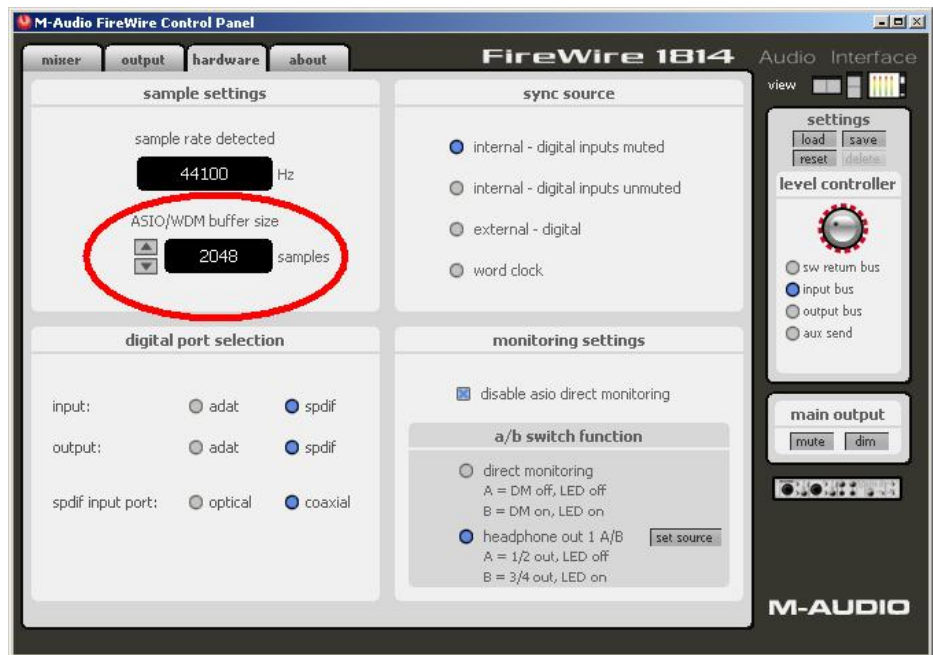 M-Audio FireWire Control Panel
mixer output hardware about
FireWire 1814 Audio Interface
view
sample settings
sample rate detected
44100 Hz
ASIO/WDM buffer size
2048 samples
sync source
internal - digital inputs muted
internal - digital inputs unmuted
external - digital
word clock
settings
load save
reset delete
level controller
sw return bus
input bus
output bus
aux send
digital port selection
input: adat spdif
output: adat spdif
spdif input port: optical coaxial
monitoring settings
disable asio direct monitoring
a/b switch function
direct monitoring
A = DM off, LED off
B = DM on, LED on
headphone out 1 A/B set source
A = 1/2 out, LED off
B = 3/4 out, LED on
main output
mute dim
M-AUDIO